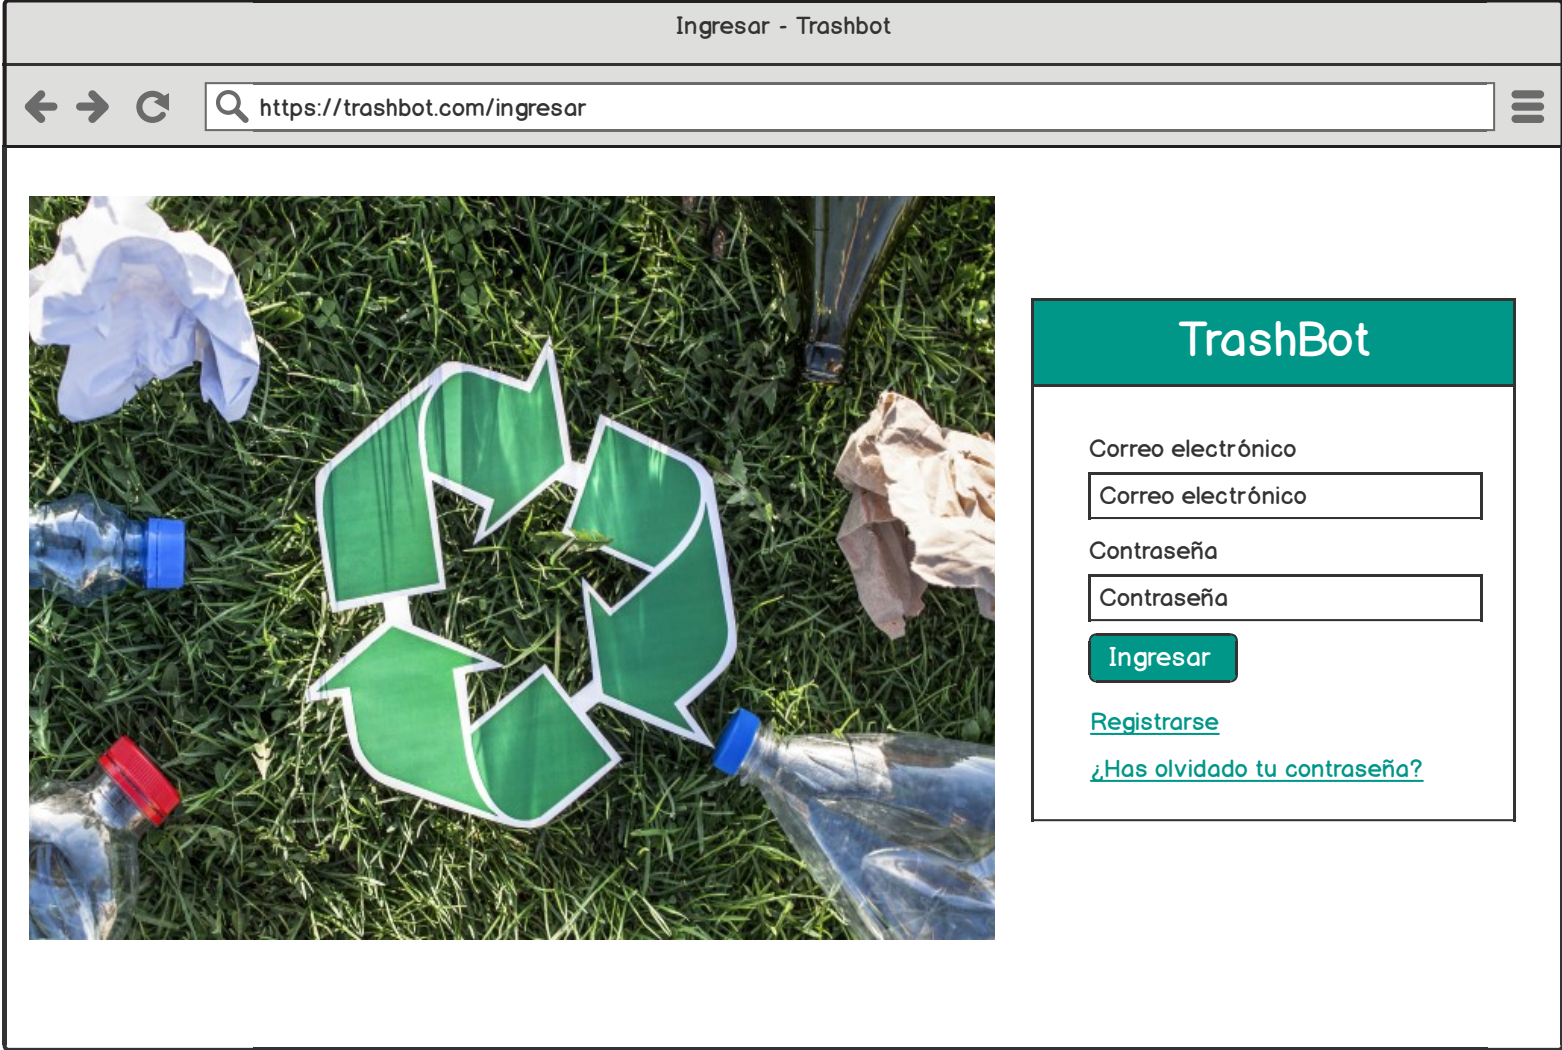 Ingresar - Trashbot
https://trashbot.com/ingresar
TrashBot
Correo electrónico
Correo electrónico
Contraseña
Contraseña
Ingresar
Registrarse
¿Has olvidado tu contraseña?